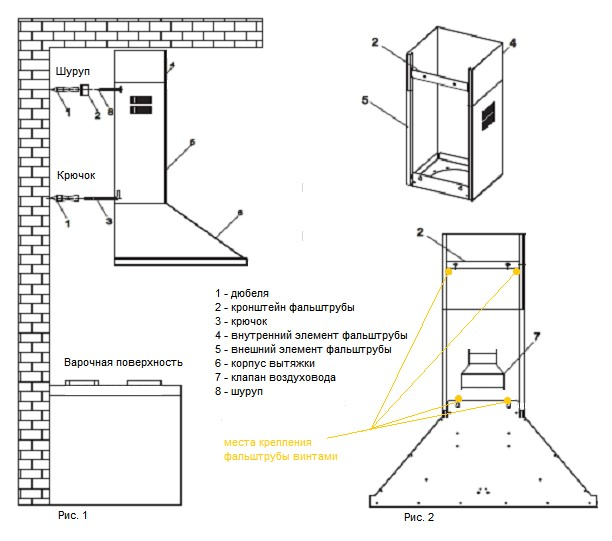 Шуруп
1
2
8
4
Крючок
1
3
5
6
Варочная поверхность
Рис. 1
2
4
5
1 - дюбеля
2 - кронштейн фальштрубы
3 - крючок
4 - внутренний элемент фальштрубы
5 - внешний элемент фальштрубы
6 - корпус вытяжки
7 - клапан воздуховода
8 - шуруп
места крепления
фальштрубы винтами
2
7
Рис. 2